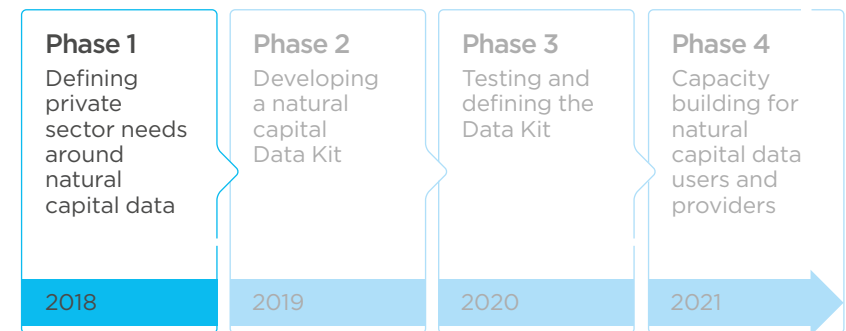 Phase 1
Defining
private
sector needs
around
natural
capital data
2018
Phase 2
Developing
a natural
capital
Data Kit
2019
Phase 3
Testing and
defining the
Data Kit
2020
Phase 4
Capacity
building for
natural
capital data
users and
providers
2021